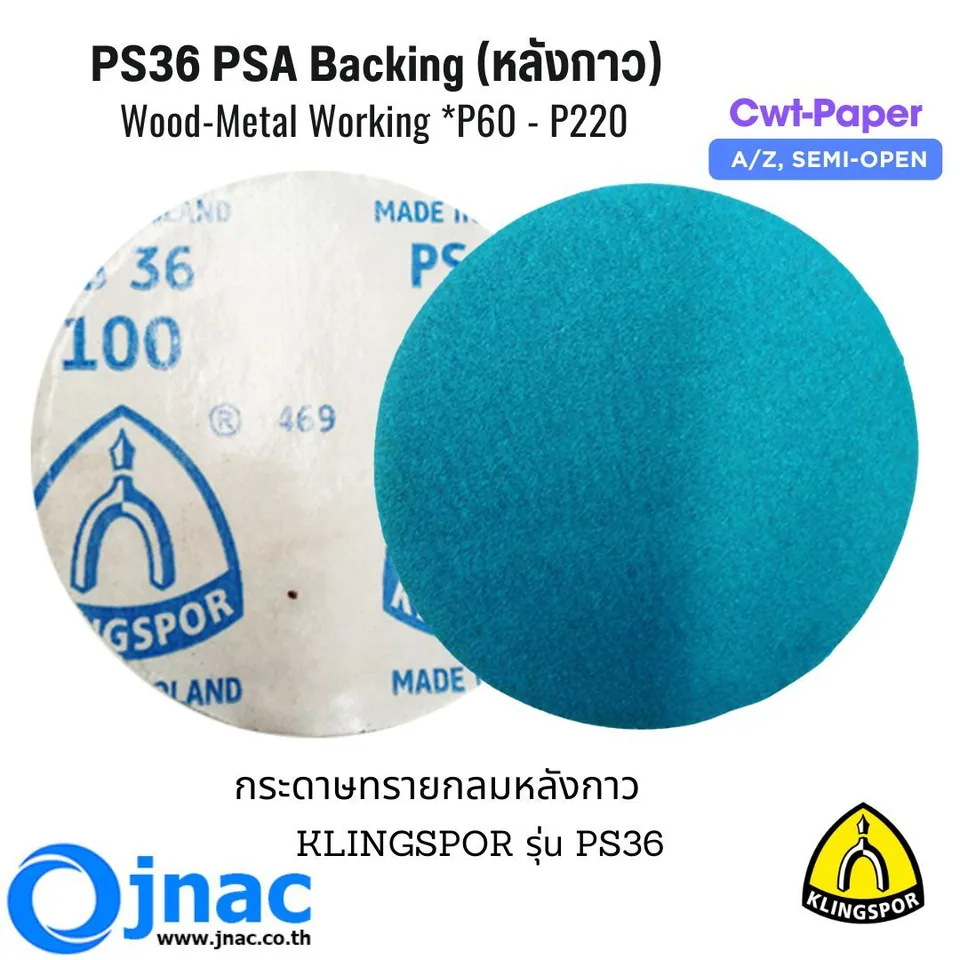 PS36 PSA Backing (หลังกาว)
Wood-Metal Working *P60 - P220
Cwt-Paper
A/Z, SEMI-OPEN
MADE
36
PS
100
® 469
KLINGSPOR
MADE
กระดาษทรายกลมหลังกาว
KLINGSPOR รุ่น PS36
jnac
www.jnac.co.th
KLINGSPOR